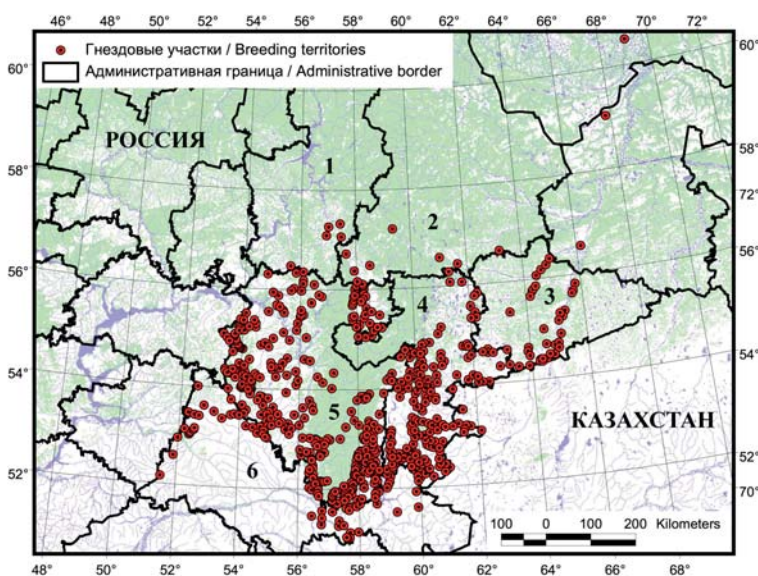 46° 48° 50° 52° 54° 56° 58° 60° 62° 64° 66° 68° 70°
Гнездовые участки / Breeding territories
Административная граница / Administrative border
60° 60°
РОССИЯ
1
58°
58°
72°
2
56°
56°
3
4
54°
54°
5
КАЗАХСТАН
6
52°
52°
70°
100 0 100 200 Kilometers
48° 50° 52° 54° 56° 58° 60° 62° 64° 66° 68°